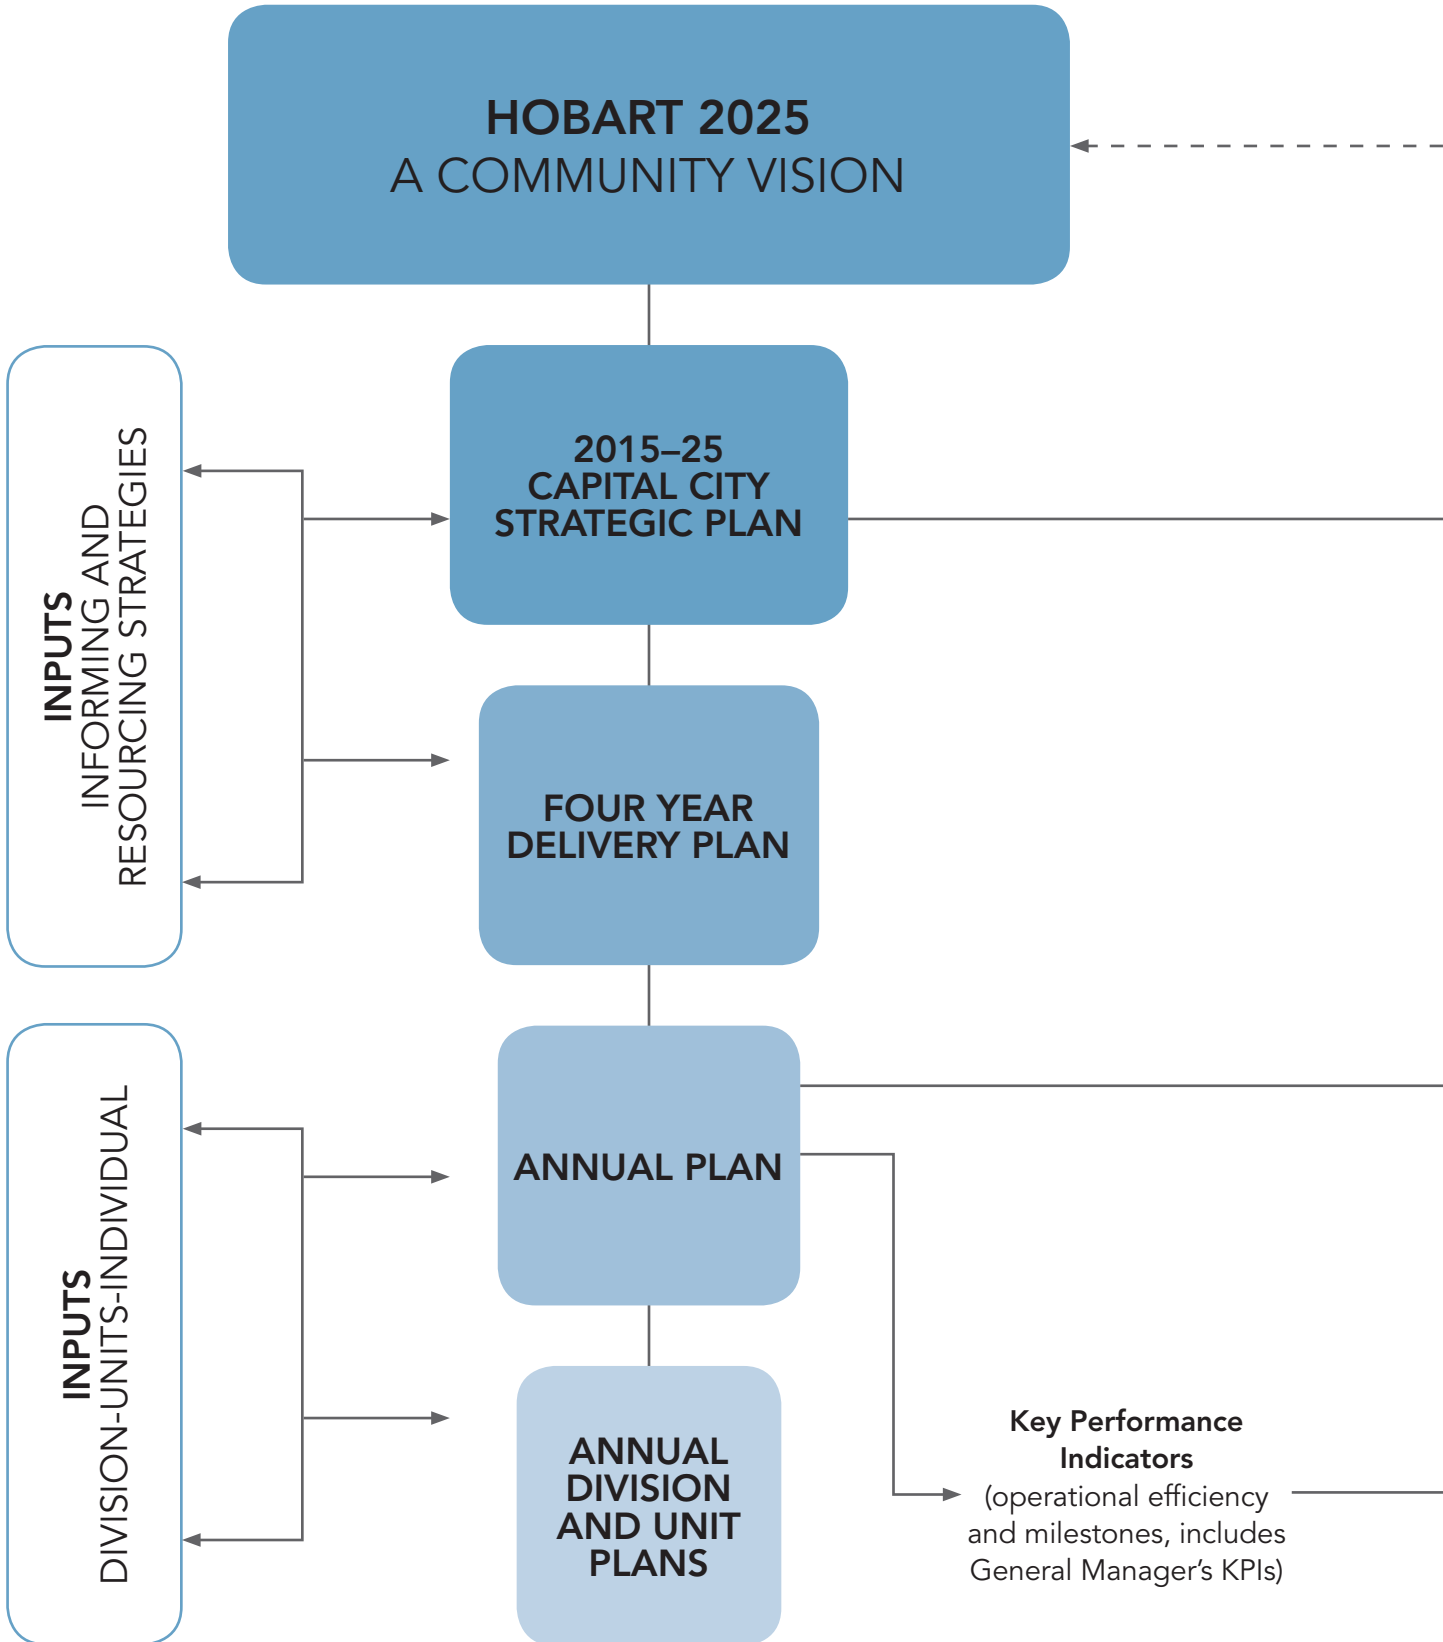 HOBART 2025
A COMMUNITY VISION
INPUTS
INFORMING AND
RESOURCING STRATEGIES
2015–25
CAPITAL CITY
STRATEGIC PLAN
FOUR YEAR
DELIVERY PLAN
INPUTS
DIVISION-UNITS-INDIVIDUAL
ANNUAL PLAN
ANNUAL
DIVISION
AND UNIT
PLANS
Key Performance
Indicators
(operational efficiency
and milestones, includes
General Manager’s KPIs)